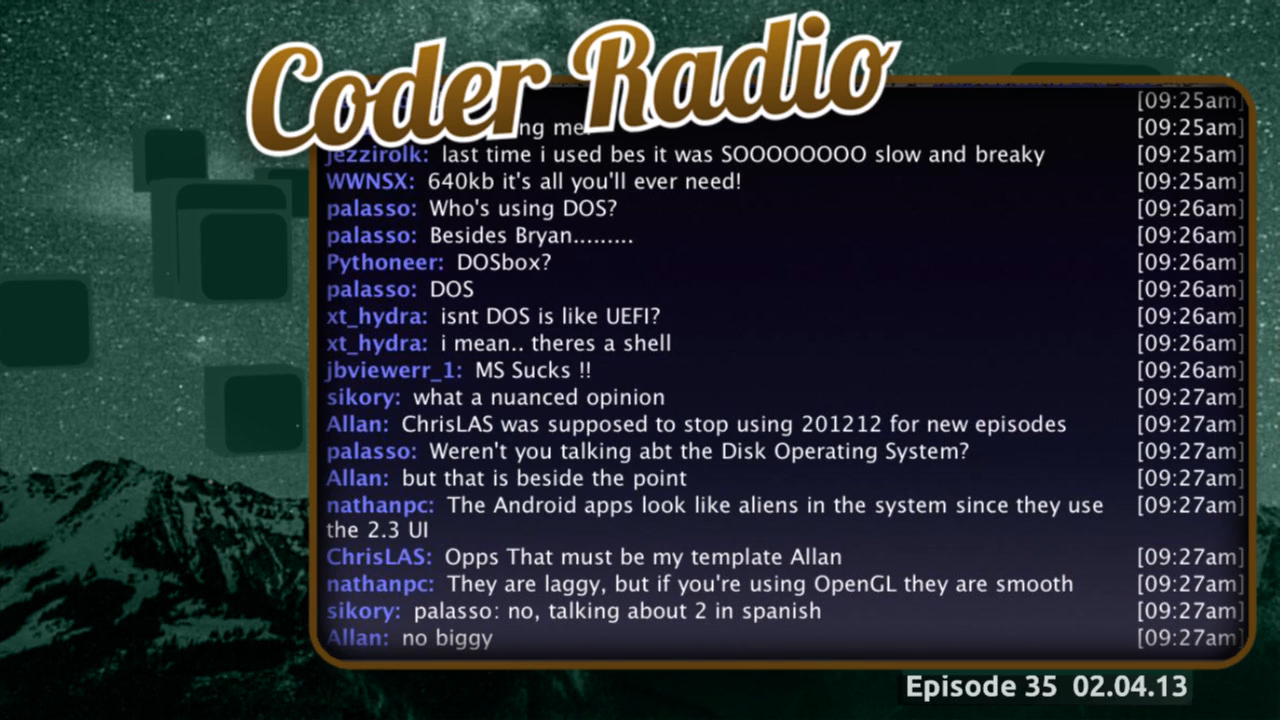 Coder Radio
[09:25am]
ng me [09:25am]
jezzirolk: last time i used bes it was SOOOOOOOO slow and breaky [09:25am]
WWNSX: 640kb it's all you'll ever need! [09:25am]
palasso: Who's using DOS? [09:26am]
palasso: Besides Bryan......... [09:26am]
Pythoneer: DOSbox? [09:26am]
palasso: DOS [09:26am]
xt_hydra: isnt DOS is like UEFI? [09:26am]
xt_hydra: i mean.. theres a shell [09:26am]
jbviewerr_1: MS Sucks !! [09:26am]
sikory: what a nuanced opinion [09:27am]
Allan: ChrisLAS was supposed to stop using 201212 for new episodes [09:27am]
palasso: Weren't you talking abt the Disk Operating System? [09:27am]
Allan: but that is beside the point [09:27am]
nathanpc: The Android apps look like aliens in the system since they use [09:27am]
the 2.3 UI
ChrisLAS: Opps That must be my template Allan [09:27am]
nathanpc: They are laggy, but if you're using OpenGL they are smooth [09:27am]
sikory: palasso: no, talking about 2 in spanish [09:27am]
Allan: no biggy [09:27am]
Episode 35 02.04.13